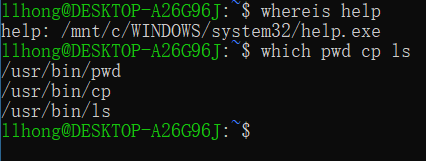 llhong@DESKTOP-A26G96J:~$ whereis help
help: /mnt/c/WINDOWS/system32/help.exe
llhong@DESKTOP-A26G96J:~$ which pwd cp ls
/usr/bin/pwd
/usr/bin/cp
/usr/bin/ls
llhong@DESKTOP-A26G96J:~$